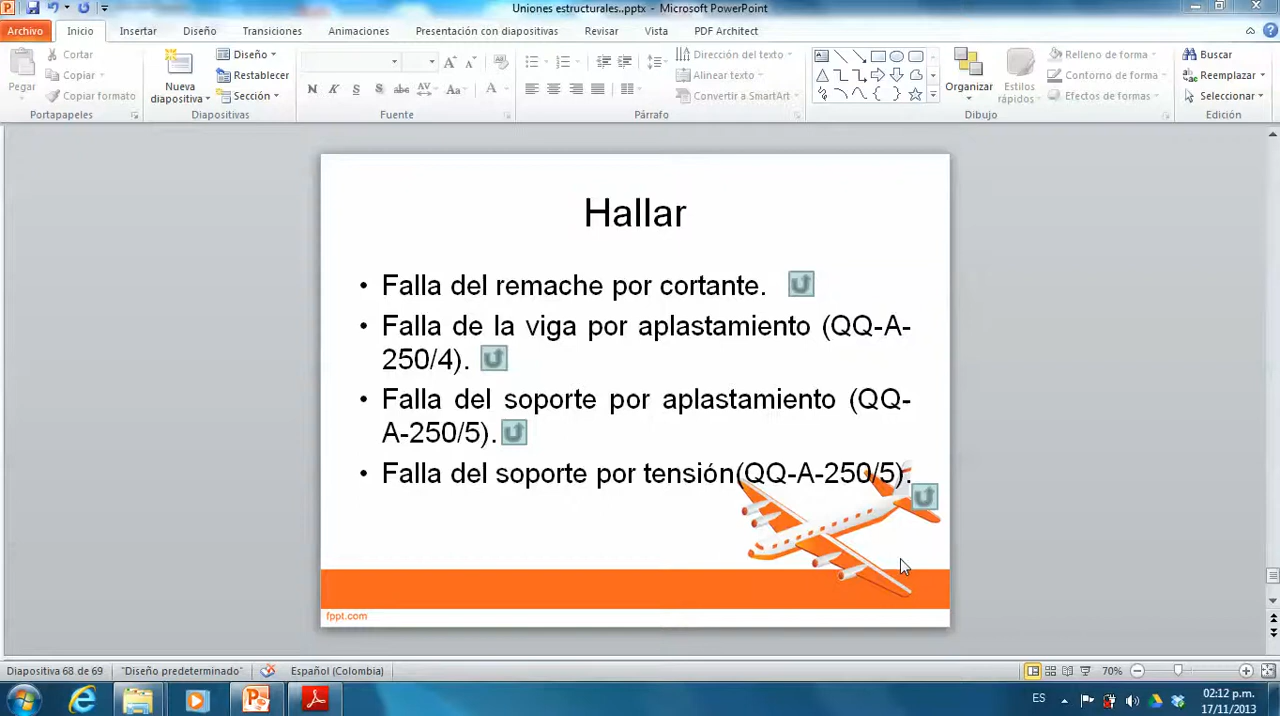 Uniones estructurales..pptx - Microsoft PowerPoint
Archivo Inicio Insertar Diseño Transiciones Animaciones Presentación con diapositivas Revisar Vista PDF Architect
Pegar
Cortar
Copiar
Copiar formato
Portapapeles
Nueva
diapositiva
Diseño
Restablecer
Sección
Diapositivas
N K S S abc AV Aa A
Fuente
Párrafo
Dirección del texto
Alinear texto
Convertir a SmartArt
Organizar
Estilos
rápidos
Relleno de forma
Contorno de forma
Efectos de formas
Dibujo
Buscar
Reemplazar
Seleccionar
Edición
Hallar
• Falla del remache por cortante.
• Falla de la viga por aplastamiento (QQ-A-
250/4).
• Falla del soporte por aplastamiento (QQ-
A-250/5).
• Falla del soporte por tensión(QQ-A-250/5).
fppt.com
Diapositiva 68 de 69 "Diseño predeterminado" Español (Colombia) 70%
ES 02:12 p.m.
17/11/2013